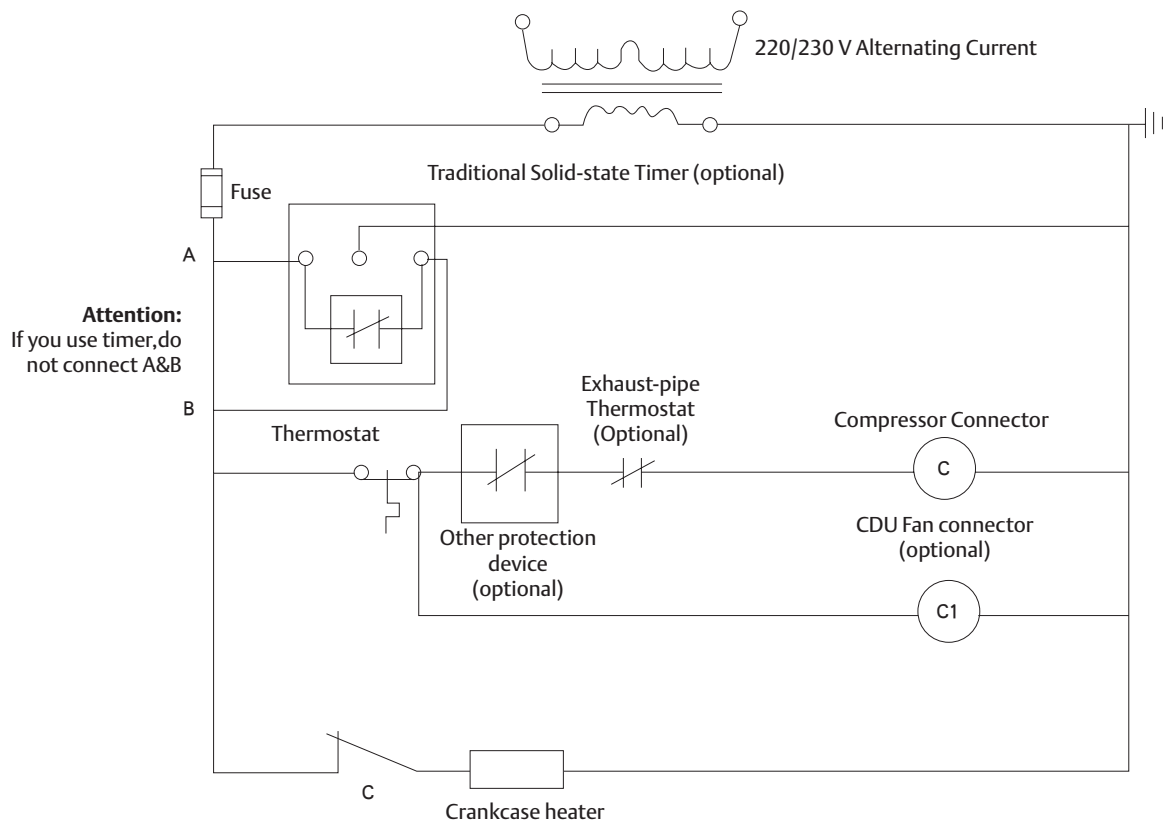 220/230 V Alternating Current
Traditional Solid-state Timer (optional)
Fuse
A
Attention:
If you use timer,do
not connect A&B
B
Thermostat
Exhaust-pipe
Thermostat
(Optional)
Compressor Connector
C
Other protection
device
(optional)
CDU Fan connector
(optional)
C1
C
Crankcase heater